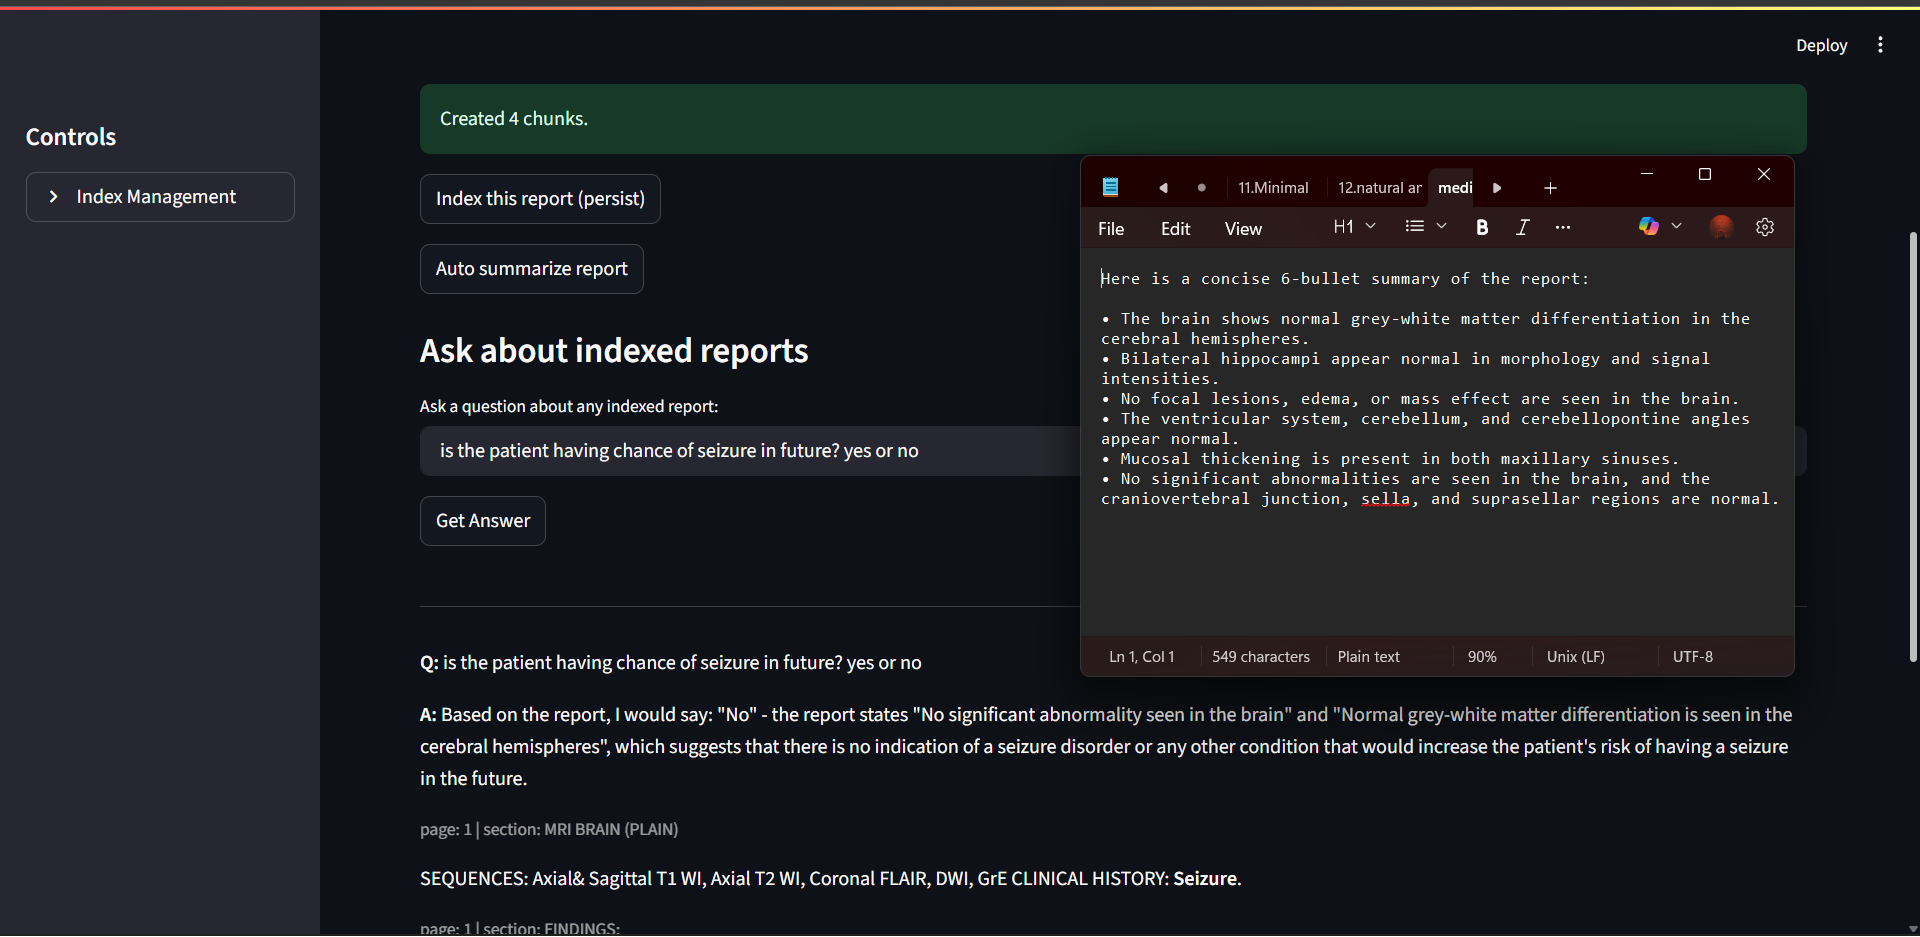 Deploy
Controls
Index Management
Created 4 chunks.
Index this report (persist)
Auto summarize report
Ask about indexed reports
Ask a question about any indexed report:
is the patient having chance of seizure in future? yes or no
Get Answer
Q: is the patient having chance of seizure in future? yes or no
A: Based on the report, I would say: "No" - the report states "No significant abnormality seen in the brain" and "Normal grey-white matter differentiation is seen in the
cerebral hemispheres", which suggests that there is no indication of a seizure disorder or any other condition that would increase the patient's risk of having a seizure
in the future.
page: 1 | section: MRI BRAIN (PLAIN)
SEQUENCES: Axial& Sagittal T1 WI, Axial T2 WI, Coronal FLAIR, DWI, GrE CLINICAL HISTORY: Seizure.
page: 1 | section: FINDINGS:
11.Minimal
12.natural ar
medi
File
Edit
View
H1
B
I
Here is a concise 6-bullet summary of the report:
• The brain shows normal grey-white matter differentiation in the
cerebral hemispheres.
• Bilateral hippocampi appear normal in morphology and signal
intensities.
• No focal lesions, edema, or mass effect are seen in the brain.
• The ventricular system, cerebellum, and cerebellopontine angles
appear normal.
• Mucosal thickening is present in both maxillary sinuses.
• No significant abnormalities are seen in the brain, and the
craniovertebral junction, sella, and suprasellar regions are normal.
Ln 1, Col 1
549 characters
Plain text
90%
Unix (LF)
UTF-8